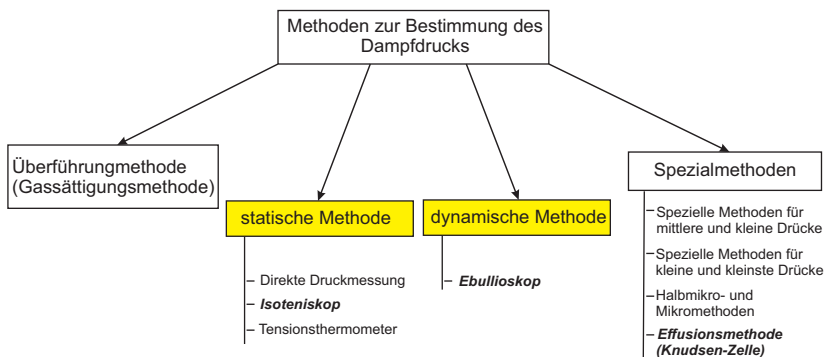 Methoden zur Bestimmung des
Dampfdrucks
Überführungmethode
(Gassättigungsmethode)
statische Methode
– Direkte Druckmessung
– Isoteniskop
– Tensionsthermometer
dynamische Methode
– Ebullioskop
Spezialmethoden
– Spezielle Methoden für
mittlere und kleine Drücke
– Spezielle Methoden für
kleine und kleinste Drücke
– Halbmikro- und
Mikromethoden
– Effusionsmethode
(Knudsen-Zelle)